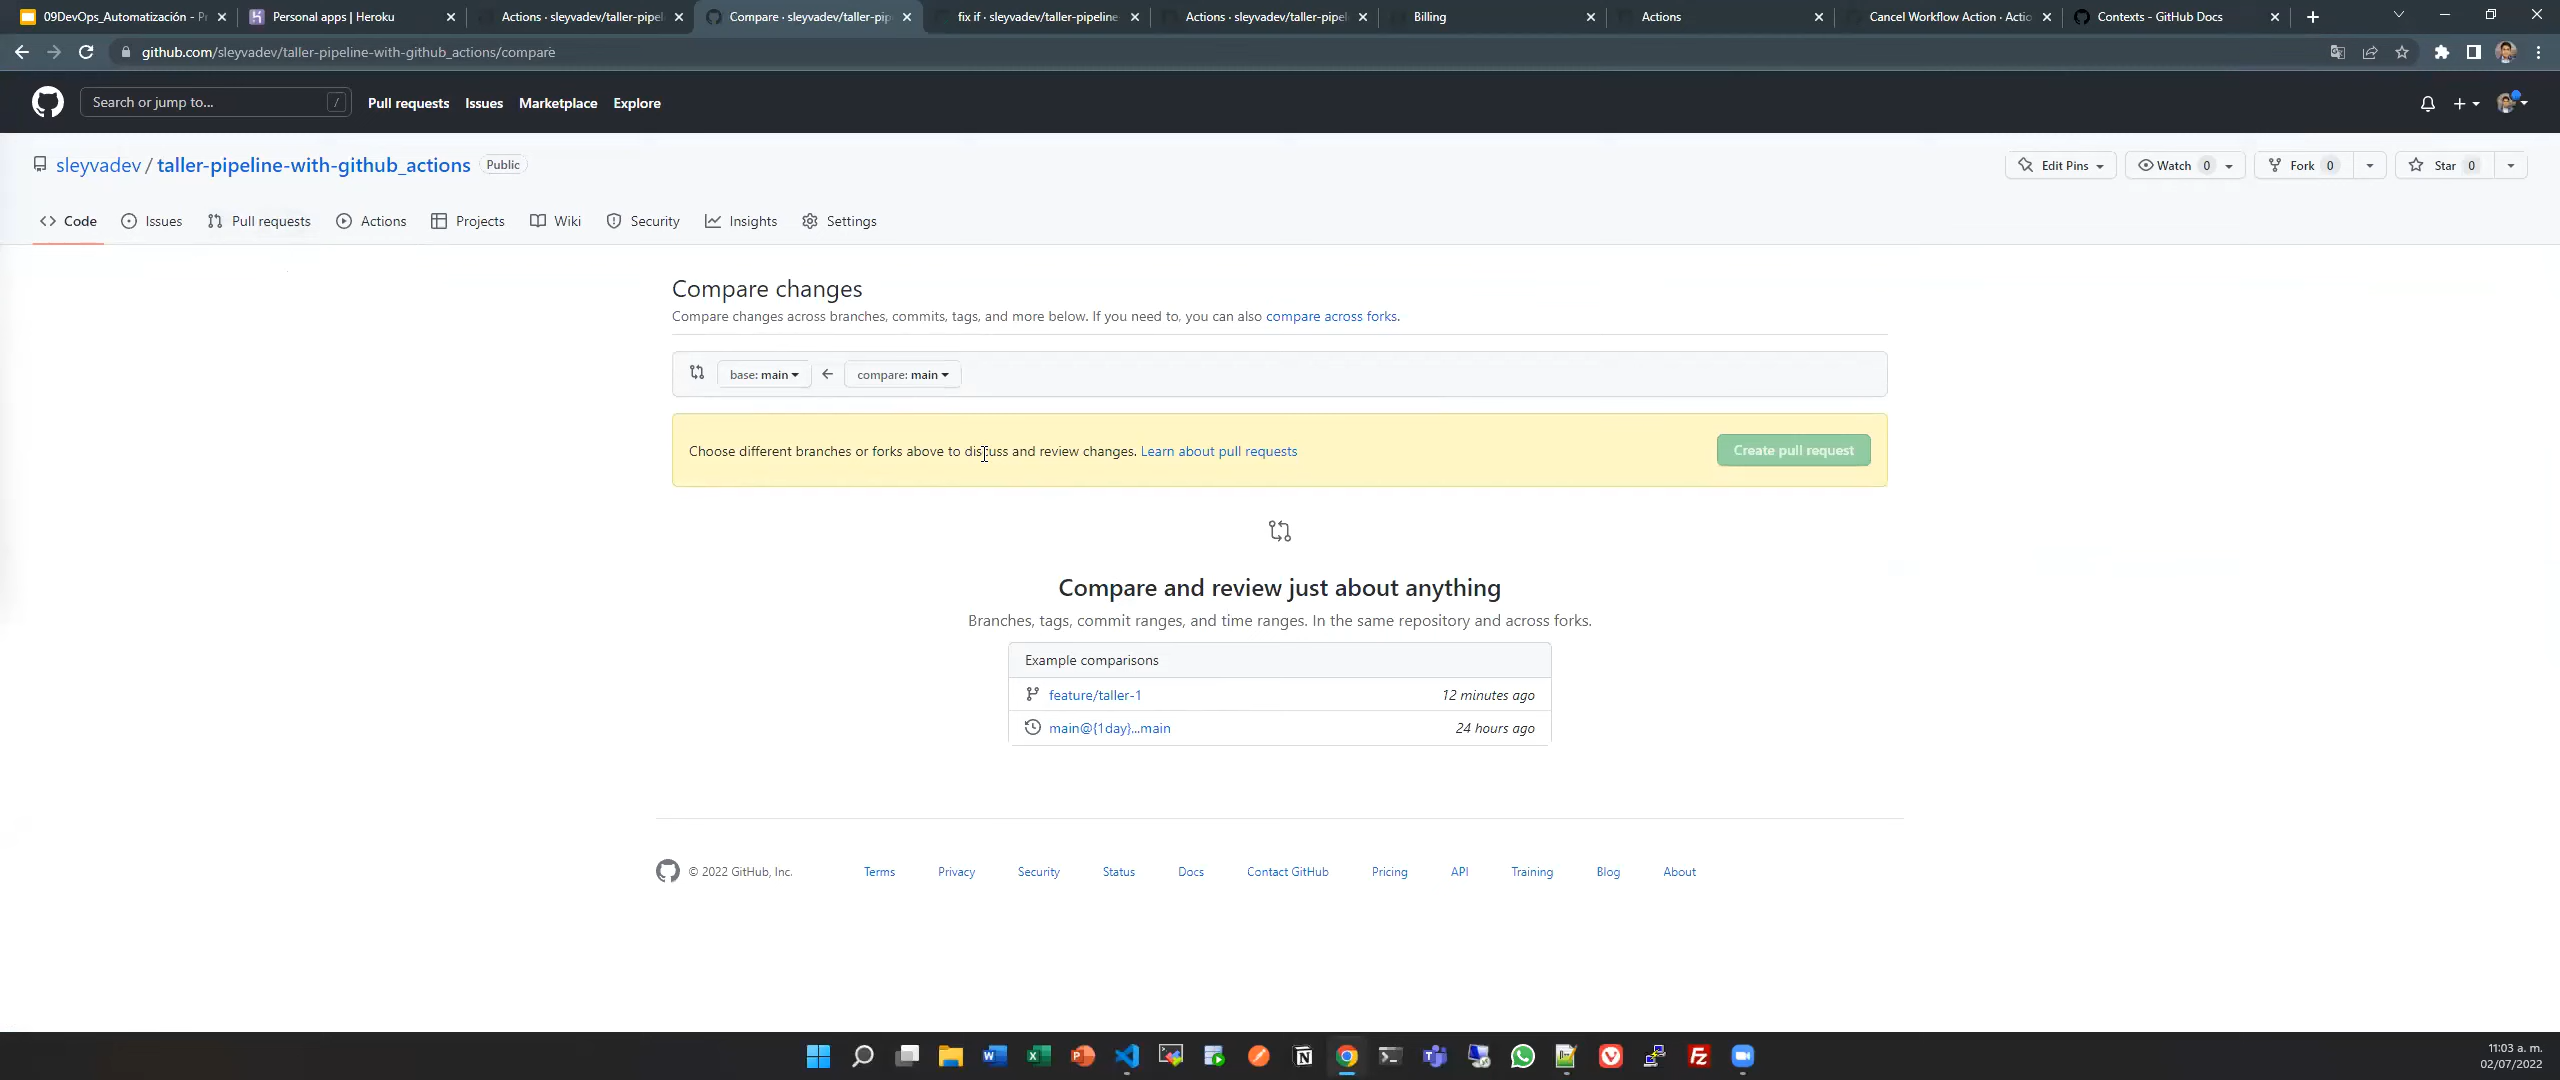 09DevOps_Automatización - Pr
Personal apps | Heroku
Actions · sleyvadev/taller-pipel
Compare · sleyvadev/taller-pip
fix if · sleyvadev/taller-pipeline
Actions · sleyvadev/taller-pipel
Billing
Actions
Cancel Workflow Action · Actio
Contexts - GitHub Docs
github.com/sleyvadev/taller-pipeline-with-github_actions/compare
Search or jump to... /
Pull requests Issues Marketplace Explore
sleyvadev / taller-pipeline-with-github_actions Public
Edit Pins Watch 0 Fork 0 Star 0
Code Issues Pull requests Actions Projects Wiki Security Insights Settings
Compare changes
Compare changes across branches, commits, tags, and more below. If you need to, you can also compare across forks.
base: main compare: main
Choose different branches or forks above to discuss and review changes. Learn about pull requests Create pull request
Compare and review just about anything
Branches, tags, commit ranges, and time ranges. In the same repository and across forks.
Example comparisons
feature/taller-1 12 minutes ago
main@{1day}...main 24 hours ago
© 2022 GitHub, Inc. Terms Privacy Security Status Docs Contact GitHub Pricing API Training Blog About
11:03 a. m.
02/07/2022